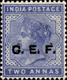 INDIA POSTAGE
C.E.F.
TWO ANNAS